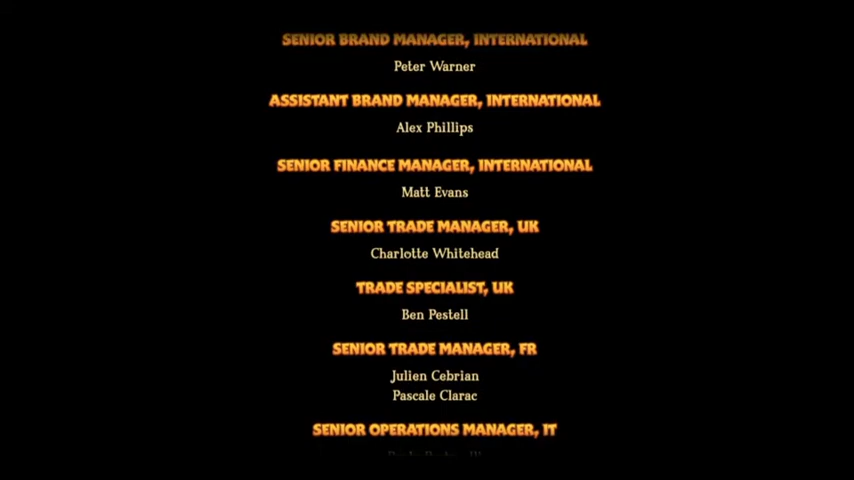 SENIOR BRAND MANAGER, INTERNATIONAL
Peter Warner
ASSISTANT BRAND MANAGER, INTERNATIONAL
Alex Phillips
SENIOR FINANCE MANAGER, INTERNATIONAL
Matt Evans
SENIOR TRADE MANAGER, UK
Charlotte Whitehead
TRADE SPECIALIST, UK
Ben Pestell
SENIOR TRADE MANAGER, FR
Julien Cebrian
Pascale Clarac
SENIOR OPERATIONS MANAGER, IT